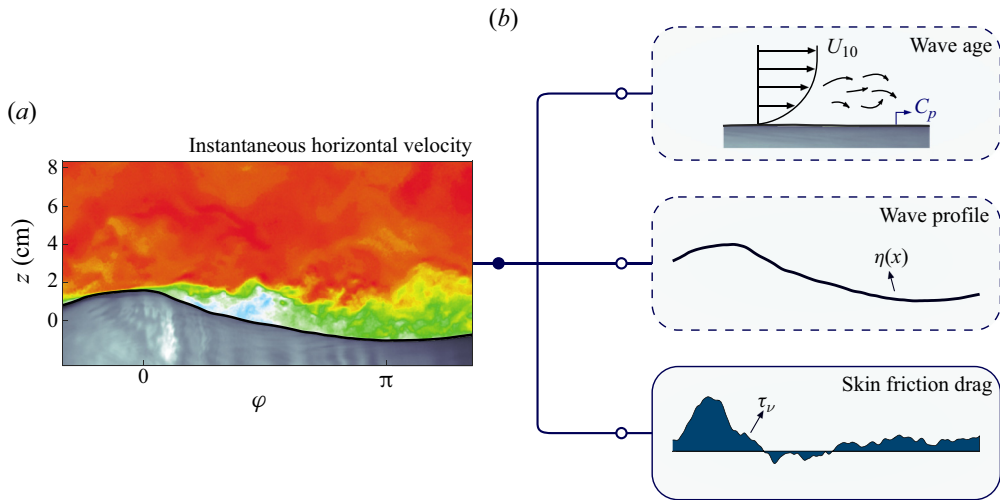 (a)
Instantaneous horizontal velocity
8
6
4
2
0
z (cm)
0
π
φ
(b)
Wave age
U₁₀
Cₚ
Wave profile
η(x)
Skin friction drag
τᵥ